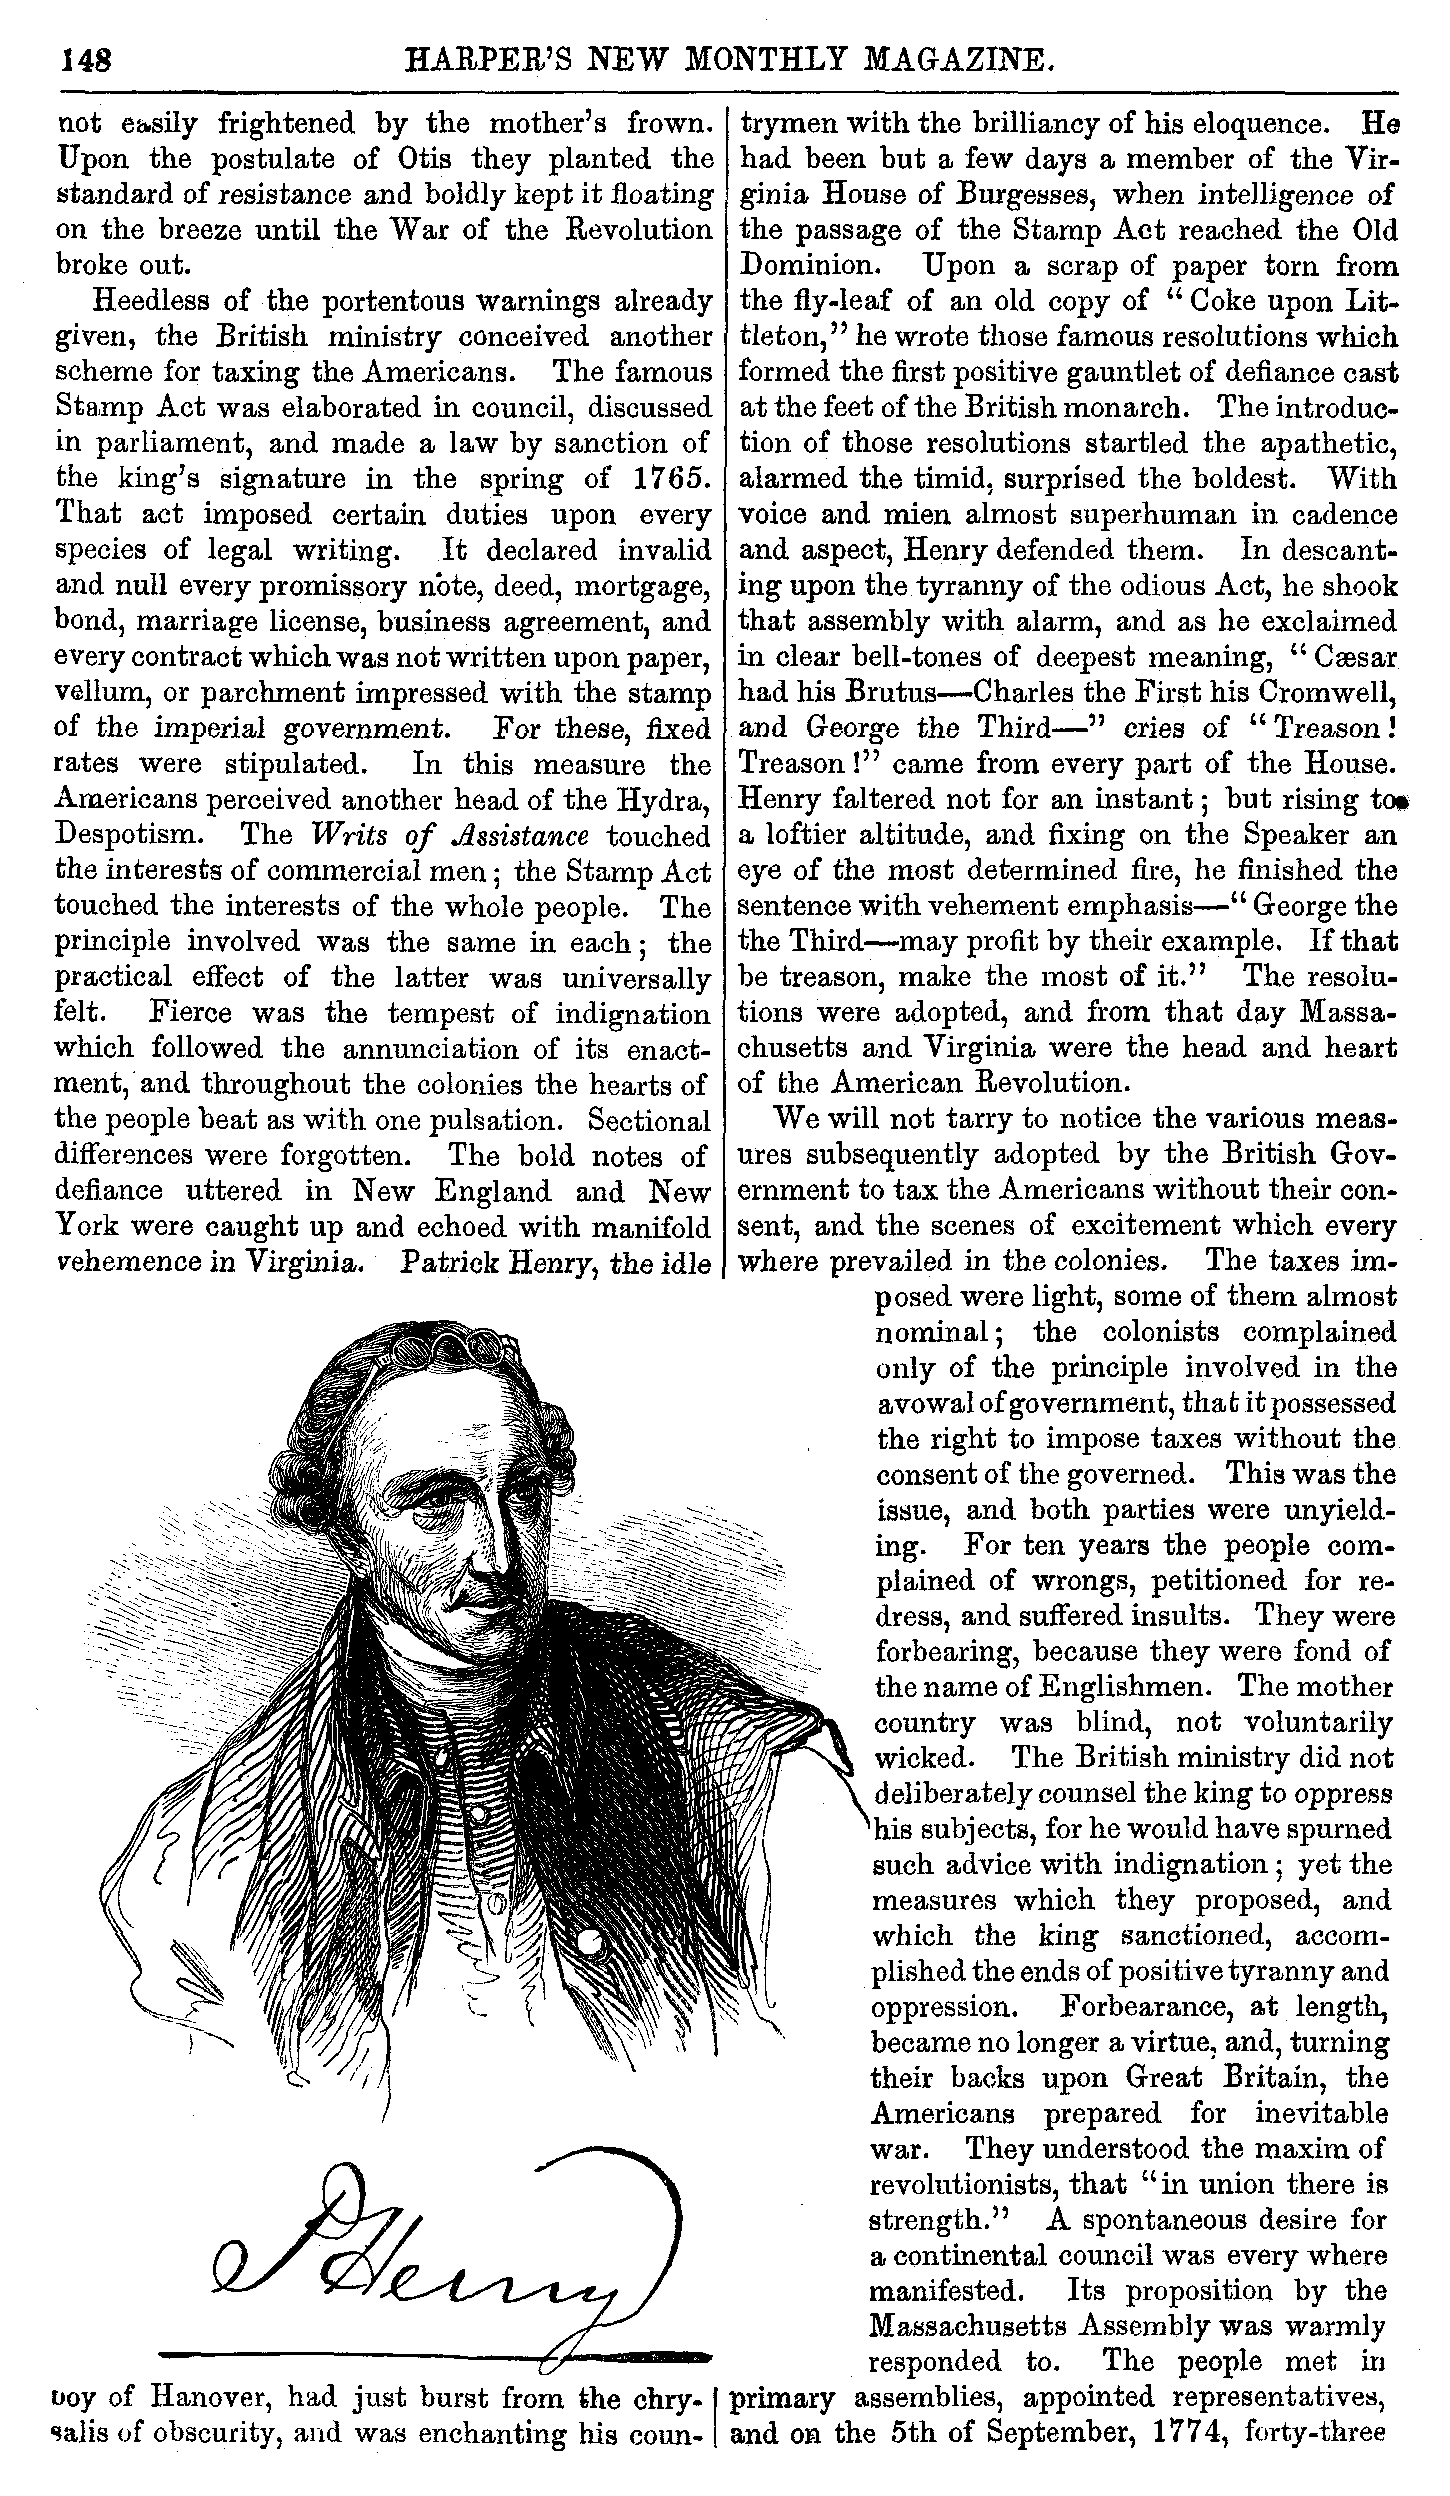 148 HARPER'S NEW MONTHLY MAGAZINE.
not easily frightened by the mother's frown.
Upon the postulate of Otis they planted the
standard of resistance and boldly kept it floating
on the breeze until the War of the Revolution
broke out.
Heedless of the portentous warnings already
given, the British ministry conceived another
scheme for taxing the Americans. The famous
Stamp Act was elaborated in council, discussed
in parliament, and made a law by sanction of
the king's signature in the spring of 1765.
That act imposed certain duties upon every
species of legal writing. It declared invalid
and null every promissory note, deed, mortgage,
bond, marriage license, business agreement, and
every contract which was not written upon paper,
vellum, or parchment impressed with the stamp
of the imperial government. For these, fixed
rates were stipulated. In this measure the
Americans perceived another head of the Hydra,
Despotism. The Writs of Assistance touched
the interests of commercial men; the Stamp Act
touched the interests of the whole people. The
principle involved was the same in each; the
practical effect of the latter was universally
felt. Fierce was the tempest of indignation
which followed the annunciation of its enact-
ment, and throughout the colonies the hearts of
the people beat as with one pulsation. Sectional
differences were forgotten. The bold notes of
defiance uttered in New England and New
York were caught up and echoed with manifold
vehemence in Virginia. Patrick Henry, the idle
P Henry
boy of Hanover, had just burst from the chry-
salis of obscurity, and was enchanting his coun-
trymen with the brilliancy of his eloquence. He
had been but a few days a member of the Vir-
ginia House of Burgesses, when intelligence of
the passage of the Stamp Act reached the Old
Dominion. Upon a scrap of paper torn from
the fly-leaf of an old copy of "Coke upon Lit-
tleton," he wrote those famous resolutions which
formed the first positive gauntlet of defiance cast
at the feet of the British monarch. The introduc-
tion of those resolutions startled the apathetic,
alarmed the timid, surprised the boldest. With
voice and mien almost superhuman in cadence
and aspect, Henry defended them. In descant-
ing upon the tyranny of the odious Act, he shook
that assembly with alarm, and as he exclaimed
in clear bell-tones of deepest meaning, "Cæsar
had his Brutus—Charles the First his Cromwell,
and George the Third—" cries of "Treason!
Treason!" came from every part of the House.
Henry faltered not for an instant; but rising to
a loftier altitude, and fixing on the Speaker an
eye of the most determined fire, he finished the
sentence with vehement emphasis—"George the
the Third—may profit by their example. If that
be treason, make the most of it." The resolu-
tions were adopted, and from that day Massa-
chusetts and Virginia were the head and heart
of the American Revolution.
We will not tarry to notice the various meas-
ures subsequently adopted by the British Gov-
ernment to tax the Americans without their con-
sent, and the scenes of excitement which every
where prevailed in the colonies. The taxes im-
posed were light, some of them almost
nominal; the colonists complained
only of the principle involved in the
avowal of government, that it possessed
the right to impose taxes without the
consent of the governed. This was the
issue, and both parties were unyield-
ing. For ten years the people com-
plained of wrongs, petitioned for re-
dress, and suffered insults. They were
forbearing, because they were fond of
the name of Englishmen. The mother
country was blind, not voluntarily
wicked. The British ministry did not
deliberately counsel the king to oppress
his subjects, for he would have spurned
such advice with indignation; yet the
measures which they proposed, and
which the king sanctioned, accom-
plished the ends of positive tyranny and
oppression. Forbearance, at length,
became no longer a virtue, and, turning
their backs upon Great Britain, the
Americans prepared for inevitable
war. They understood the maxim of
revolutionists, that "in union there is
strength." A spontaneous desire for
a continental council was every where
manifested. Its proposition by the
Massachusetts Assembly was warmly
responded to. The people met in
primary assemblies, appointed representatives,
and on the 5th of September, 1774, forty-three